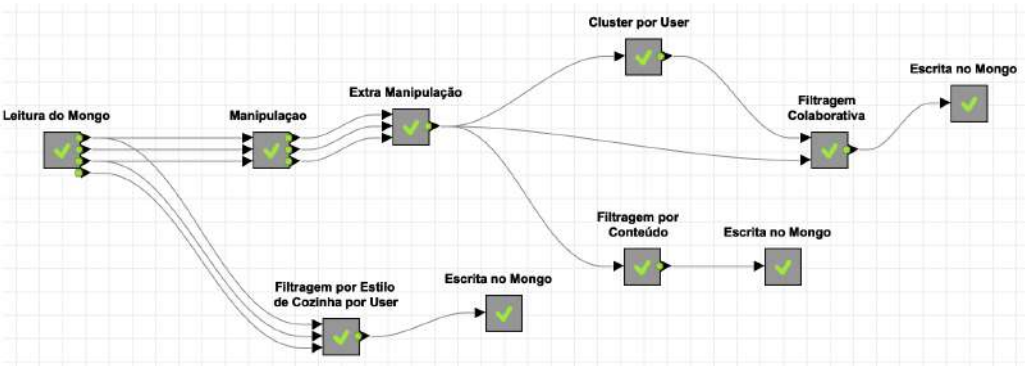 Cluster por User
Escrita no Mongo
Extra Manipulação
Filtragem
Colaborativa
Leitura do Mongo
Manipulaçao
Filtragem por
Conteúdo
Escrita no Mongo
Escrita no Mongo
Filtragem por Estilo
de Cozinha por User